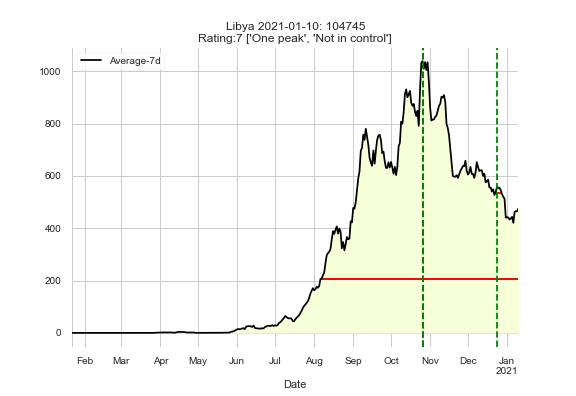 Libya 2021-01-10: 104745
Rating:7 ['One peak', 'Not in control']
Average-7d
1000
800
600
400
200
0
Feb Mar Apr May Jun Jul Aug Sep Oct Nov Dec Jan
2021
Date